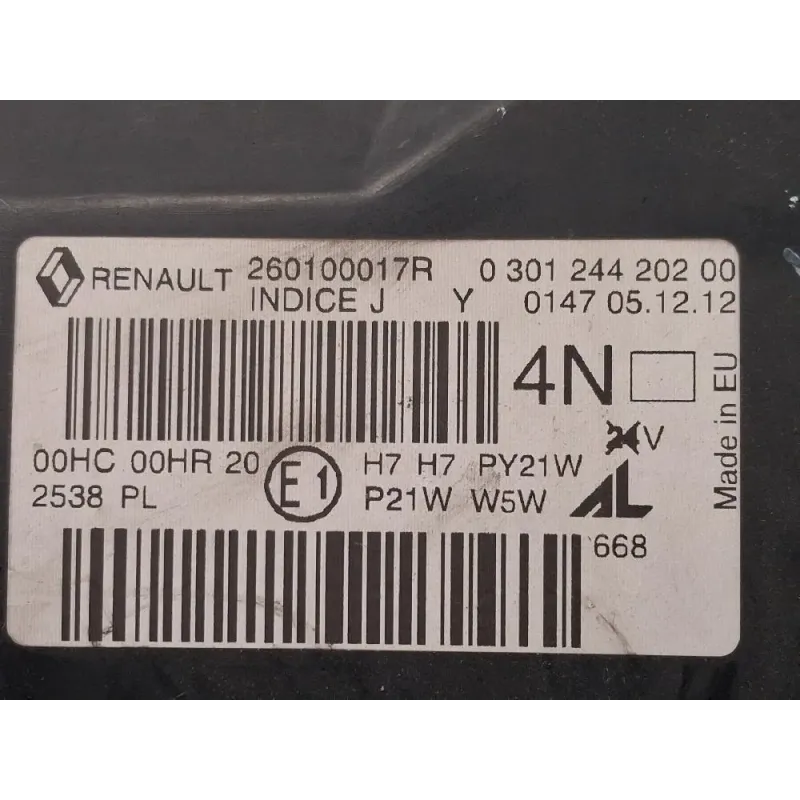 RENAULT 260100017R 0 301 244 202 00
INDICE J Y 0147 05.12.12
4N
V
00HC 00HR 20 E1 H7 H7 PY21W
2538 PL P21W W5W AL
668
Made in EU